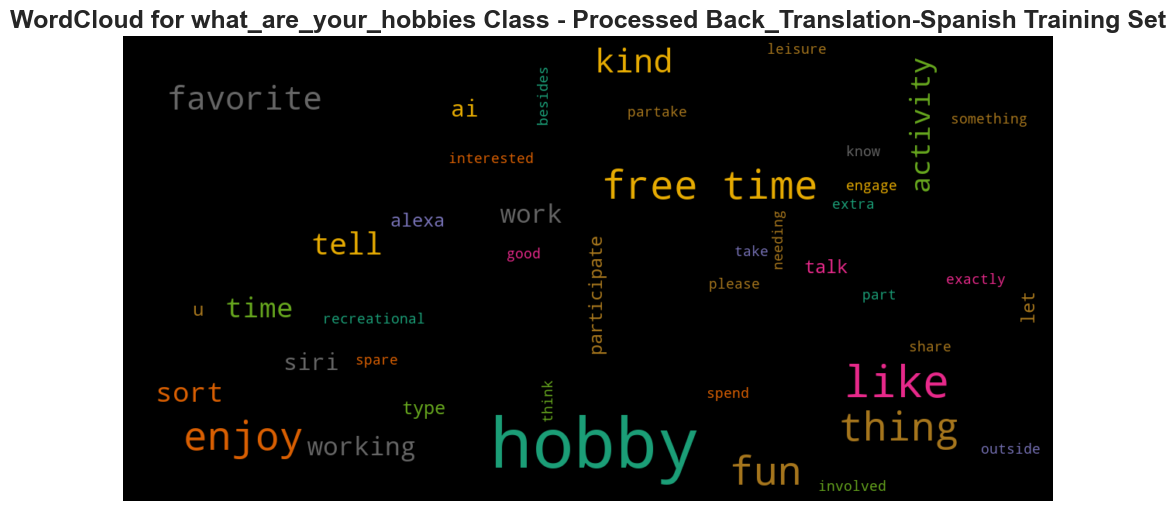 WordCloud for what_are_your_hobbies Class - Processed Back_Translation-Spanish Training Set
leisure
kind
favorite
ai
besides
partake
activity
something
interested
know
free time
engage
extra
work
alexa
tell
good
participate
take
needing
talk
please
exactly
part
let
u
time
recreational
siri
spare
share
sort
type
think
spend
like
thing
enjoy
working
hobby
fun
outside
involved